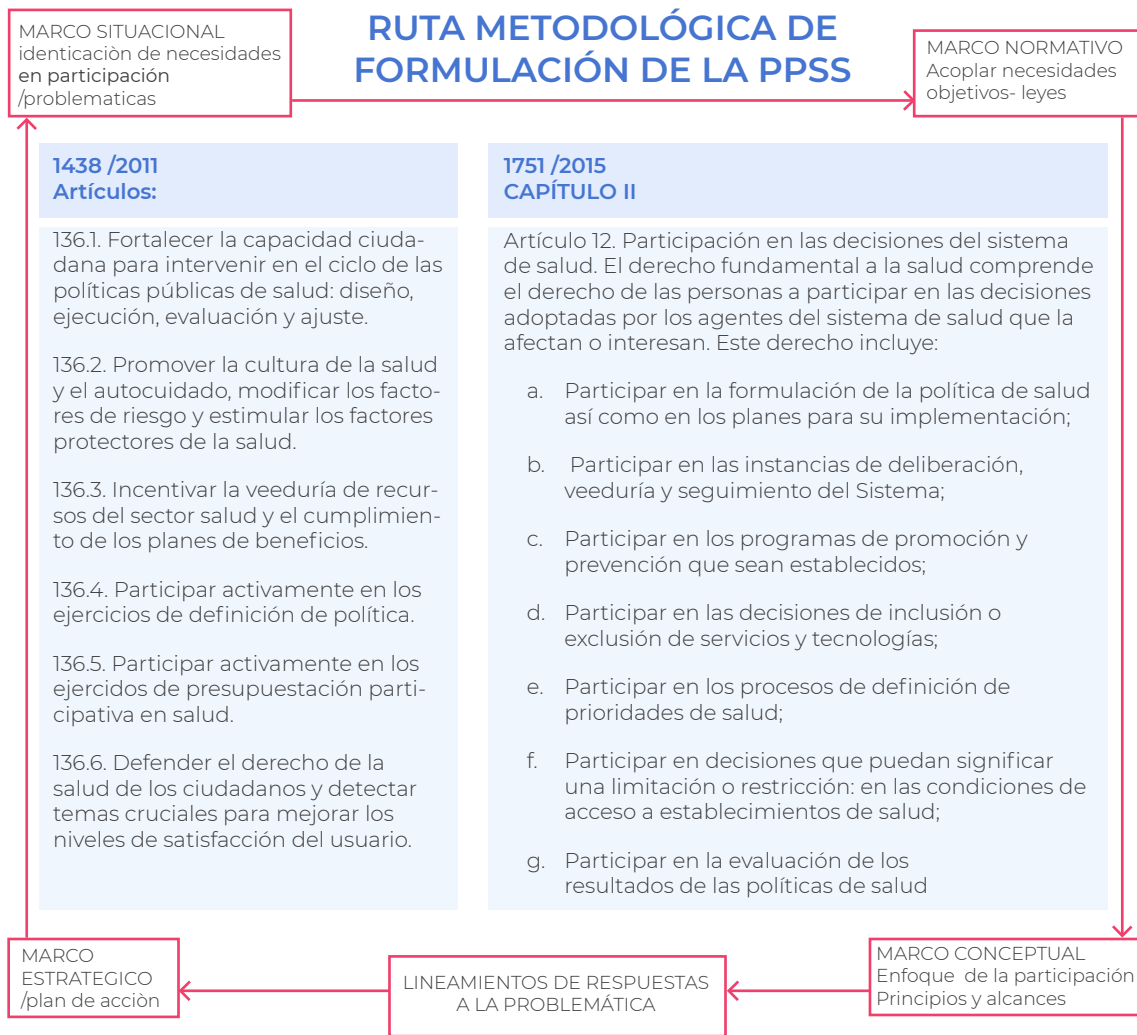 RUTA METODOLÓGICA DE
FORMULACIÓN DE LA PPSS
MARCO SITUACIONAL
identicaciòn de necesidades
en participación
/problematicas
MARCO NORMATIVO
Acoplar necesidades
objetivos- leyes
1438 /2011
Artículos:
136.1. Fortalecer la capacidad ciuda-
dana para intervenir en el ciclo de las
políticas públicas de salud: diseño,
ejecución, evaluación y ajuste.
136.2. Promover la cultura de la salud
y el autocuidado, modificar los facto-
res de riesgo y estimular los factores
protectores de la salud.
136.3. Incentivar la veeduría de recur-
sos del sector salud y el cumplimien-
to de los planes de beneficios.
136.4. Participar activamente en los
ejercicios de definición de política.
136.5. Participar activamente en los
ejercidos de presupuestación parti-
cipativa en salud.
136.6. Defender el derecho de la
salud de los ciudadanos y detectar
temas cruciales para mejorar los
niveles de satisfacción del usuario.
1751 /2015
CAPÍTULO II
Artículo 12. Participación en las decisiones del sistema
de salud. El derecho fundamental a la salud comprende
el derecho de las personas a participar en las decisiones
adoptadas por los agentes del sistema de salud que la
afectan o interesan. Este derecho incluye:
a. Participar en la formulación de la política de salud
así como en los planes para su implementación;
b. Participar en las instancias de deliberación,
veeduría y seguimiento del Sistema;
c. Participar en los programas de promoción y
prevención que sean establecidos;
d. Participar en las decisiones de inclusión o
exclusión de servicios y tecnologías;
e. Participar en los procesos de definición de
prioridades de salud;
f. Participar en decisiones que puedan significar
una limitación o restricción: en las condiciones de
acceso a establecimientos de salud;
g. Participar en la evaluación de los
resultados de las políticas de salud
MARCO
ESTRATEGICO
/plan de acciòn
LINEAMIENTOS DE RESPUESTAS
A LA PROBLEMÁTICA
MARCO CONCEPTUAL
Enfoque de la participación
Principios y alcances